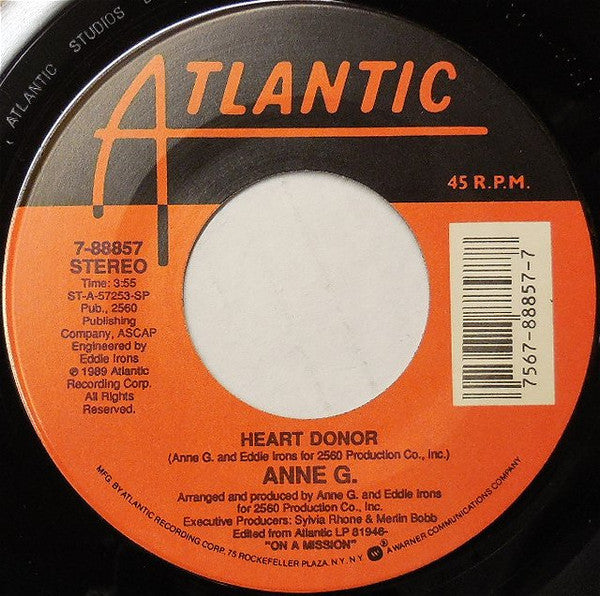 ATLANTIC STUDIOS
ATLANTIC
45 R.P.M.
7-88857
STEREO
Time: 3:55
ST-A-57253-SP
Pub., 2560
Publishing
Company, ASCAP
Engineered by
Eddie Irons
℗ 1989 Atlantic
Recording Corp.
All Rights
Reserved.
7567-88857-7
HEART DONOR
(Anne G. and Eddie Irons for 2560 Production Co., Inc.)
ANNE G.
Arranged and produced by Anne G. and Eddie Irons
for 2560 Production Co., Inc.
Executive Producers: Sylvia Rhone & Merlin Bobb
Edited from Atlantic LP 81946-
"ON A MISSION"
MFG. BY ATLANTIC RECORDING CORP. 75 ROCKEFELLER PLAZA, N.Y. N.Y. W A WARNER COMMUNICATIONS COMPANY